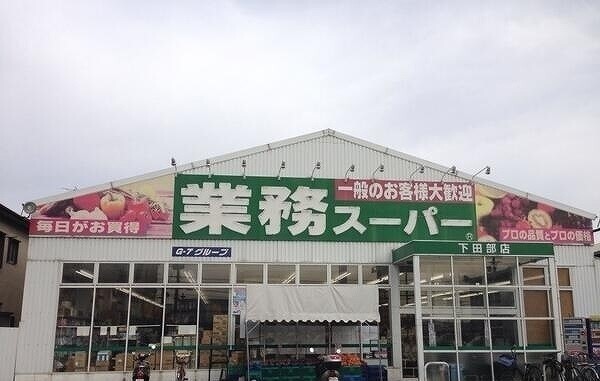 一般のお客様大歓迎
業務スーパー®
毎日がお買得
プロの品質とプロの価格
G-7グループ
下田部店